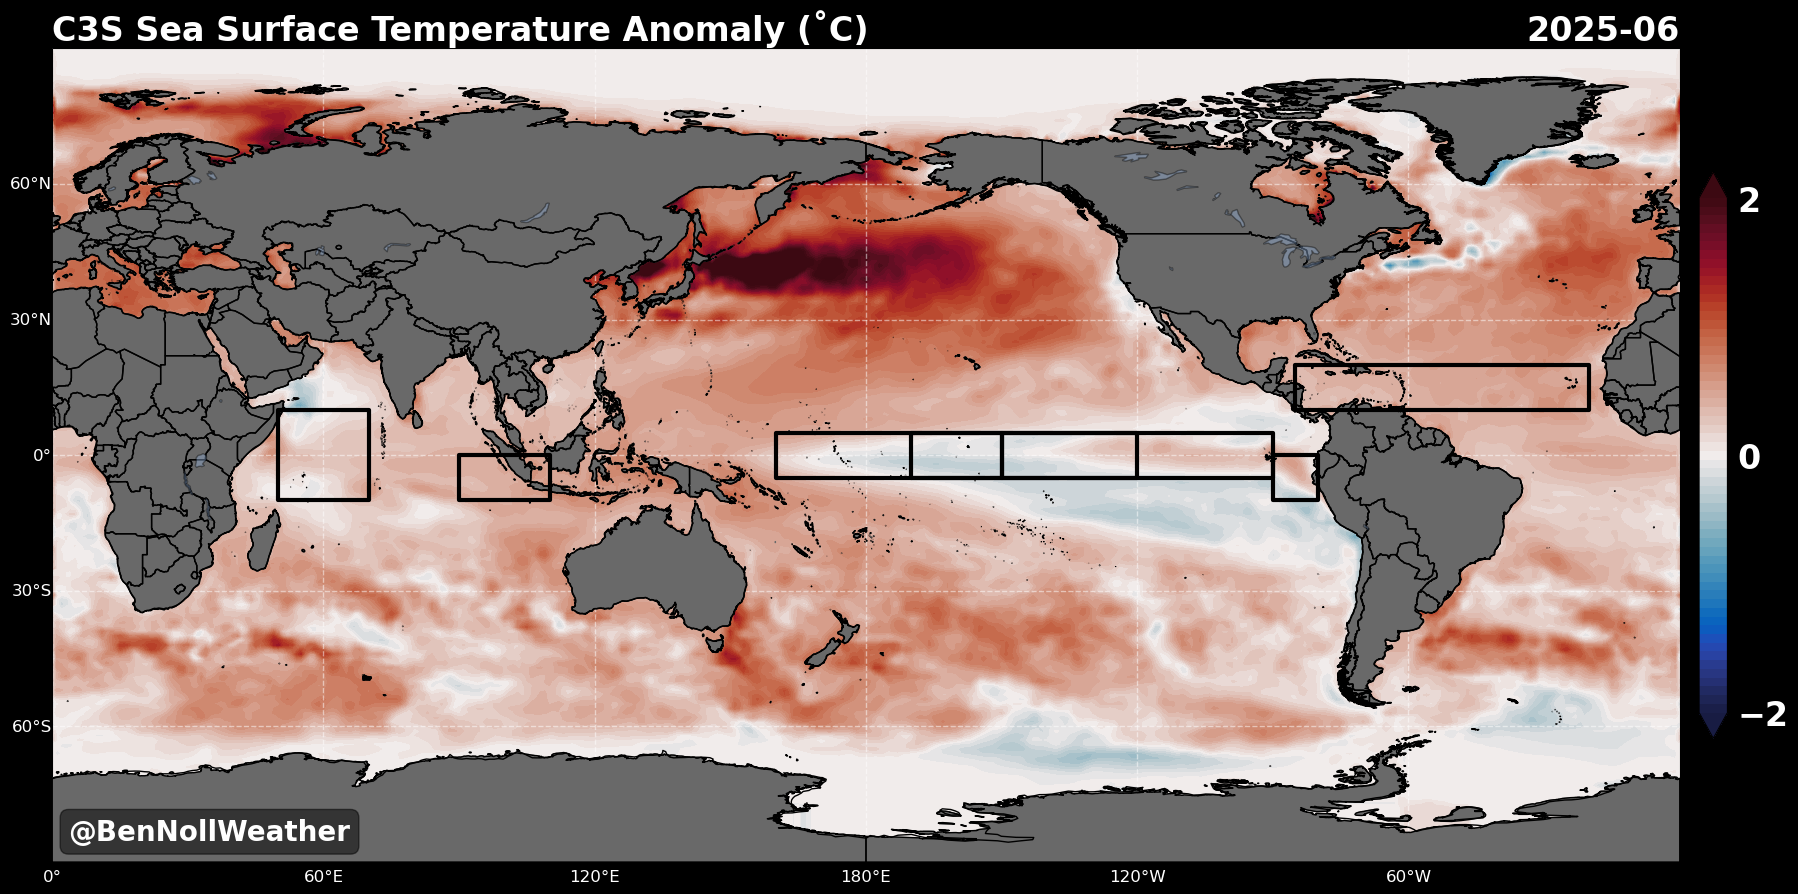 C3S Sea Surface Temperature Anomaly (˚C) 2025-06
60°N
30°N
0°
30°S
60°S
0° 60°E 120°E 180°E 120°W 60°W
2
0
−2
@BenNollWeather